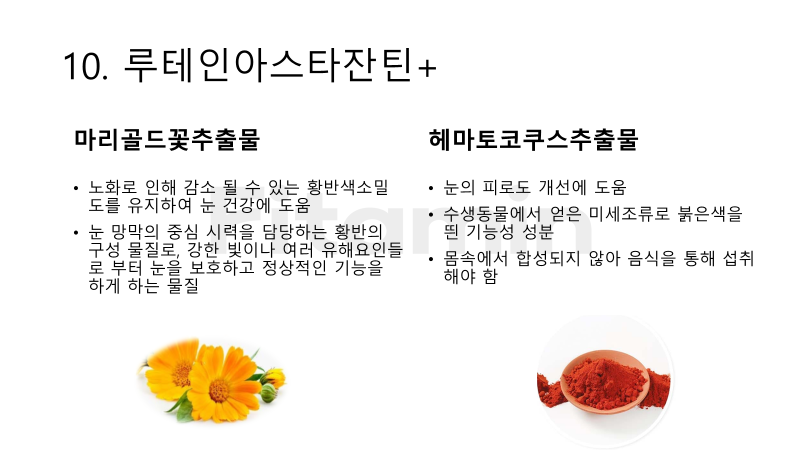 10. 루테인아스타잔틴+
마리골드꽃추출물
• 노화로 인해 감소 될 수 있는 황반색소밀
도를 유지하여 눈 건강에 도움
• 눈 망막의 중심 시력을 담당하는 황반의
구성 물질로, 강한 빛이나 여러 유해요인들
로 부터 눈을 보호하고 정상적인 기능을
하게 하는 물질
헤마토코쿠스추출물
• 눈의 피로도 개선에 도움
• 수생동물에서 얻은 미세조류로 붉은색을
띈 기능성 성분
• 몸속에서 합성되지 않아 음식을 통해 섭취
해야 함
Fitamin